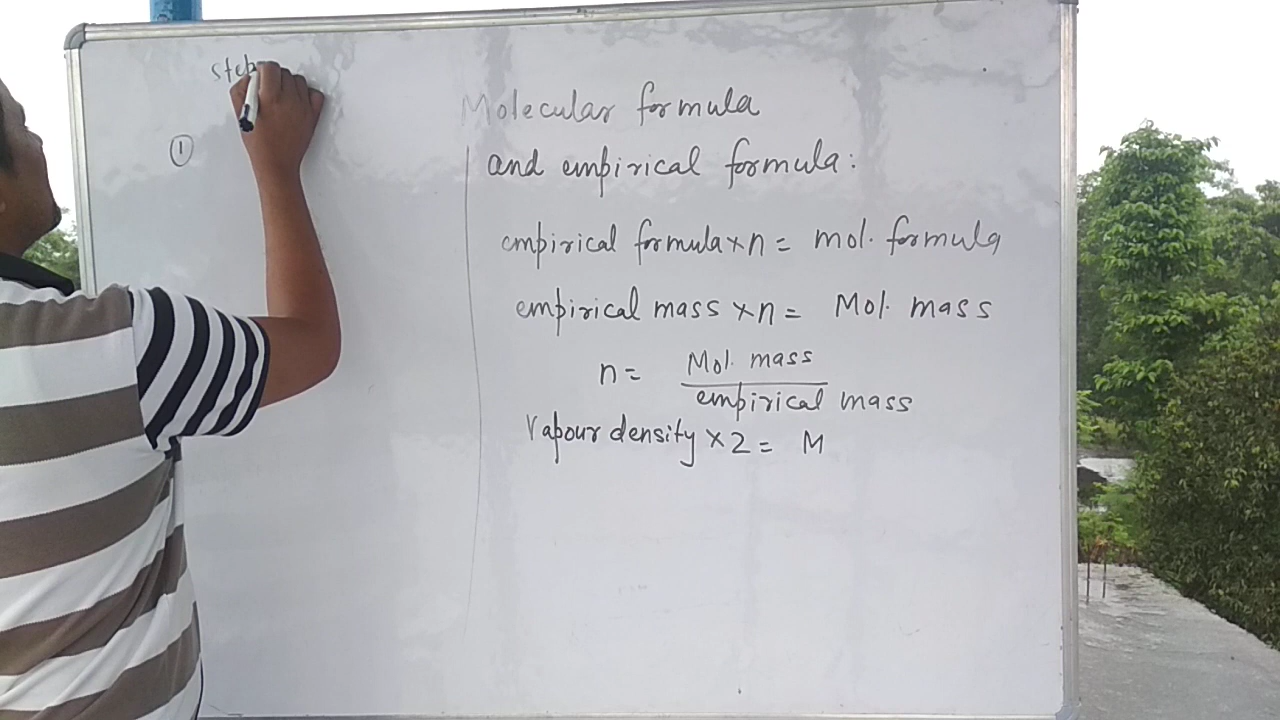 step
①
Molecular formula
and empirical formula:
empirical formula×n = mol. formula
empirical mass ×n = Mol. mass
n = Mol. mass
empirical mass
Vapour density ×2 = M